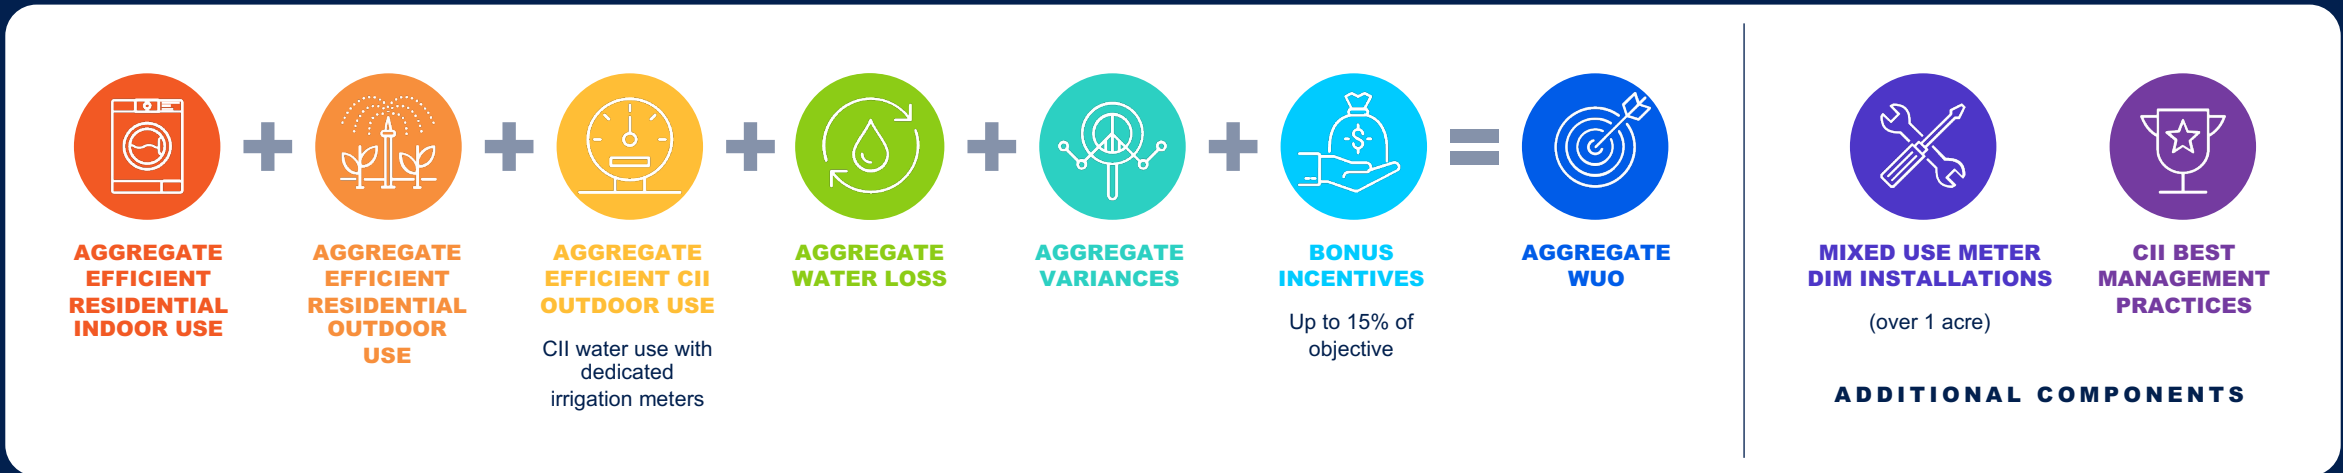 AGGREGATE
EFFICIENT
RESIDENTIAL
INDOOR USE
AGGREGATE
EFFICIENT
RESIDENTIAL
OUTDOOR
USE
AGGREGATE
EFFICIENT CII
OUTDOOR USE
CII water use with
dedicated
irrigation meters
AGGREGATE
WATER LOSS
AGGREGATE
VARIANCES
$
BONUS
INCENTIVES
Up to 15% of
objective
AGGREGATE
WUO
MIXED USE METER
DIM INSTALLATIONS
(over 1 acre)
CII BEST
MANAGEMENT
PRACTICES
ADDITIONAL COMPONENTS